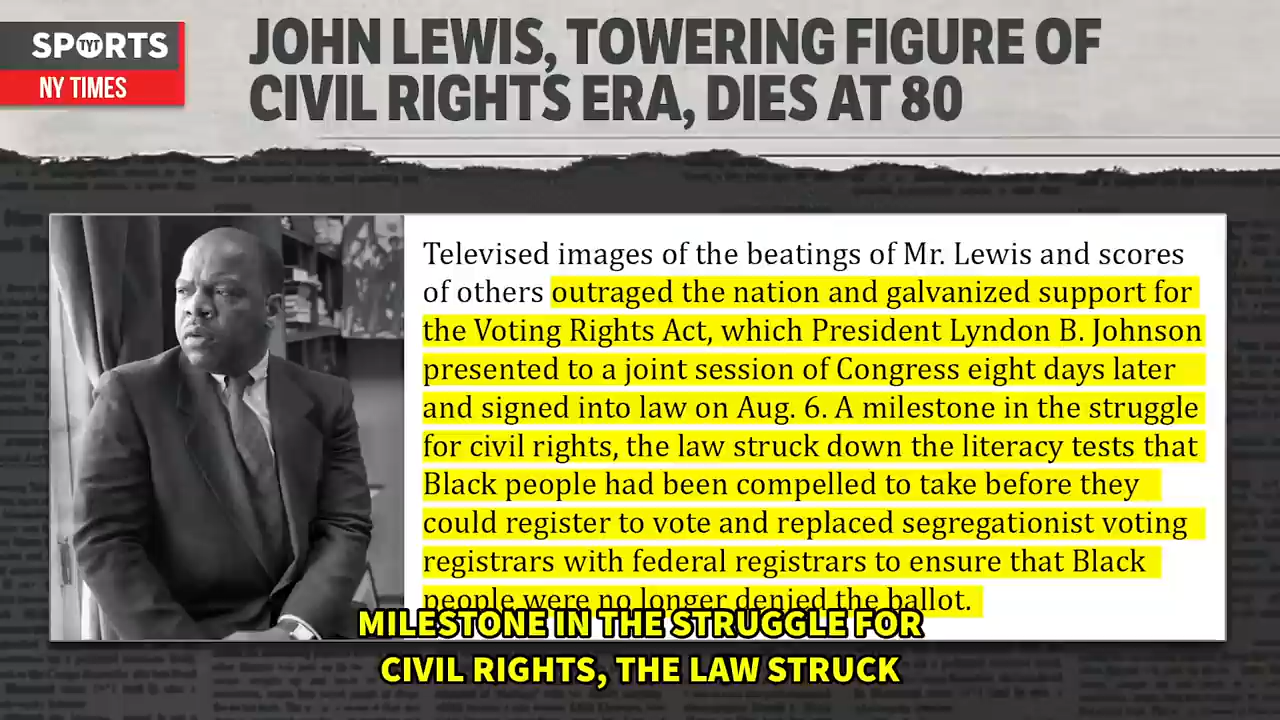 SPORTS
TYT
NY TIMES
JOHN LEWIS, TOWERING FIGURE OF
CIVIL RIGHTS ERA, DIES AT 80
Televised images of the beatings of Mr. Lewis and scores
of others outraged the nation and galvanized support for
the Voting Rights Act, which President Lyndon B. Johnson
presented to a joint session of Congress eight days later
and signed into law on Aug. 6. A milestone in the struggle
for civil rights, the law struck down the literacy tests that
Black people had been compelled to take before they
could register to vote and replaced segregationist voting
registrars with federal registrars to ensure that Black
people were no longer denied the ballot.
MILESTONE IN THE STRUGGLE FOR
CIVIL RIGHTS, THE LAW STRUCK